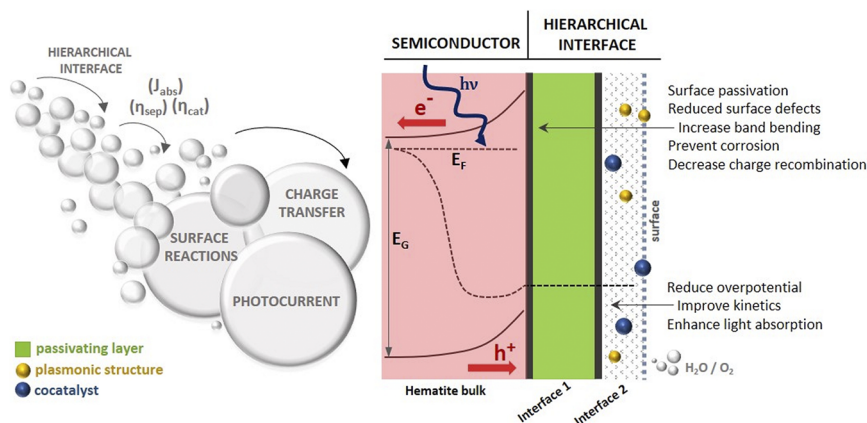 HIERARCHICAL
INTERFACE
(J_abs)
(η_sep) (η_cat)
CHARGE
TRANSFER
SURFACE
REACTIONS
PHOTOCURRENT
passivating layer
plasmonic structure
cocatalyst
SEMICONDUCTOR
HIERARCHICAL
INTERFACE
hν
e⁻
E_F
E_G
h⁺
Hematite bulk
Interface 1
Interface 2
surface
Surface passivation
Reduced surface defects
Increase band bending
Prevent corrosion
Decrease charge recombination
Reduce overpotential
Improve kinetics
Enhance light absorption
H₂O / O₂